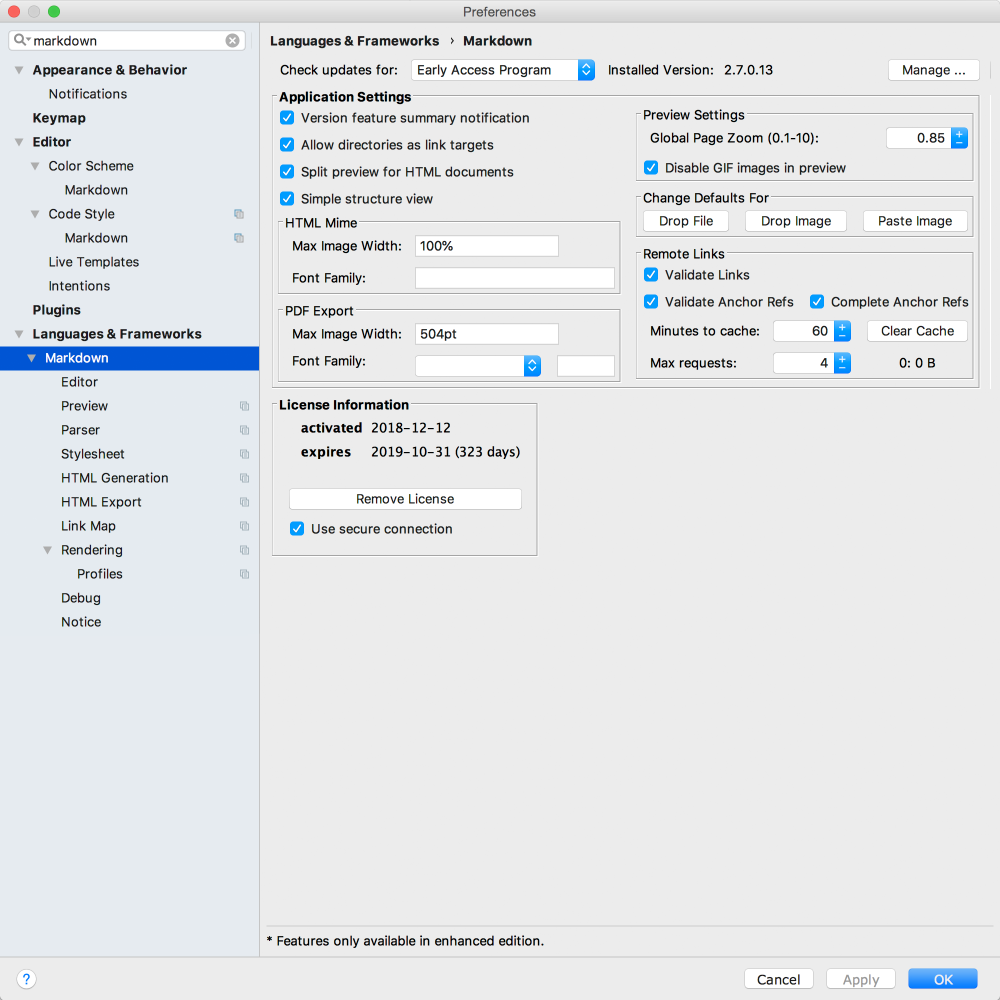 Preferences
markdown
Appearance & Behavior
Notifications
Keymap
Editor
Color Scheme
Markdown
Code Style
Markdown
Live Templates
Intentions
Plugins
Languages & Frameworks
Markdown
Editor
Preview
Parser
Stylesheet
HTML Generation
HTML Export
Link Map
Rendering
Profiles
Debug
Notice
Languages & Frameworks › Markdown
Check updates for: Early Access Program Installed Version: 2.7.0.13 Manage ...
Application Settings
Version feature summary notification
Allow directories as link targets
Split preview for HTML documents
Simple structure view
HTML Mime
Max Image Width: 100%
Font Family:
PDF Export
Max Image Width: 504pt
Font Family:
Preview Settings
Global Page Zoom (0.1-10): 0.85
Disable GIF images in preview
Change Defaults For
Drop File Drop Image Paste Image
Remote Links
Validate Links
Validate Anchor Refs Complete Anchor Refs
Minutes to cache: 60 Clear Cache
Max requests: 4 0: 0 B
License Information
activated 2018-12-12
expires 2019-10-31 (323 days)
Remove License
Use secure connection
* Features only available in enhanced edition.
? Cancel Apply OK